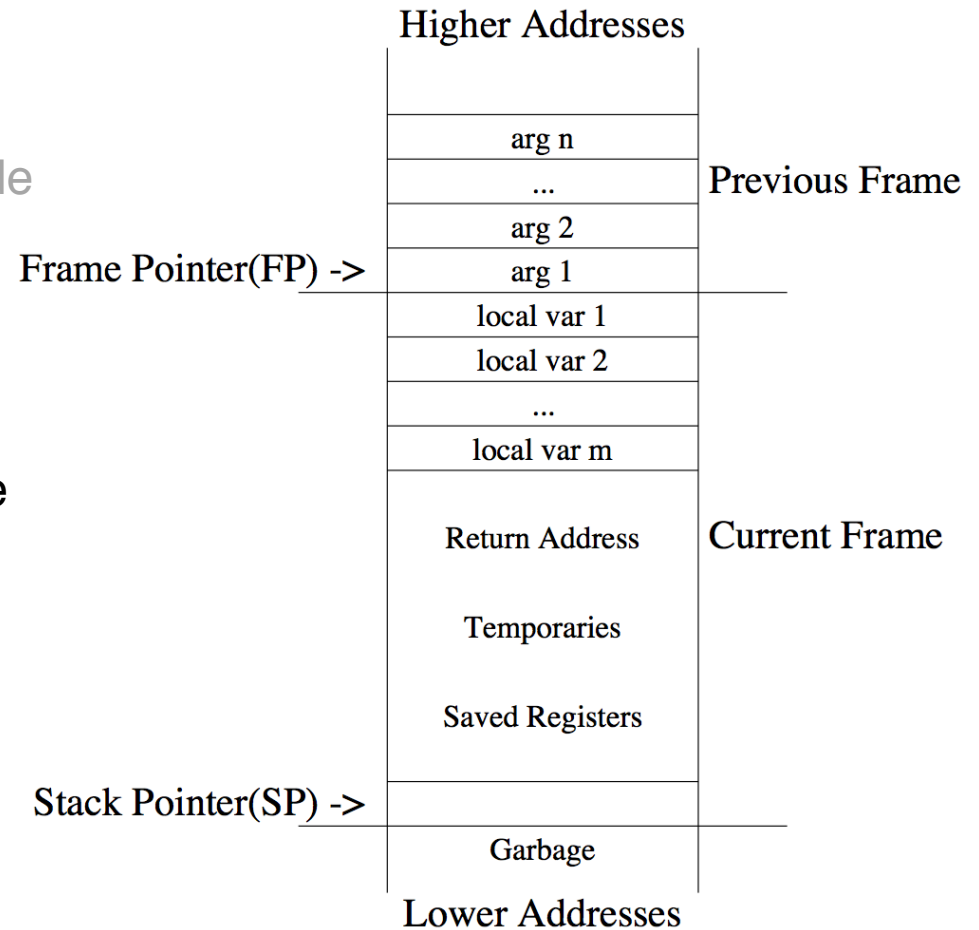 Higher Addresses
arg n
...
Previous Frame
arg 2
Frame Pointer(FP) ->
arg 1
local var 1
local var 2
...
local var m
Return Address
Current Frame
Temporaries
Saved Registers
Stack Pointer(SP) ->
Garbage
Lower Addresses